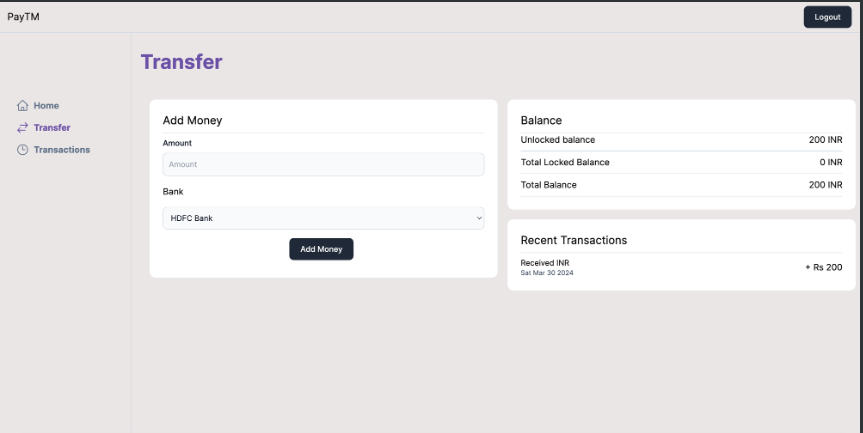 PayTM
Logout
Transfer
Home
Transfer
Transactions
Add Money
Amount
Amount
Bank
HDFC Bank
Add Money
Balance
Unlocked balance 200 INR
Total Locked Balance 0 INR
Total Balance 200 INR
Recent Transactions
Received INR
Sat Mar 30 2024
+ Rs 200